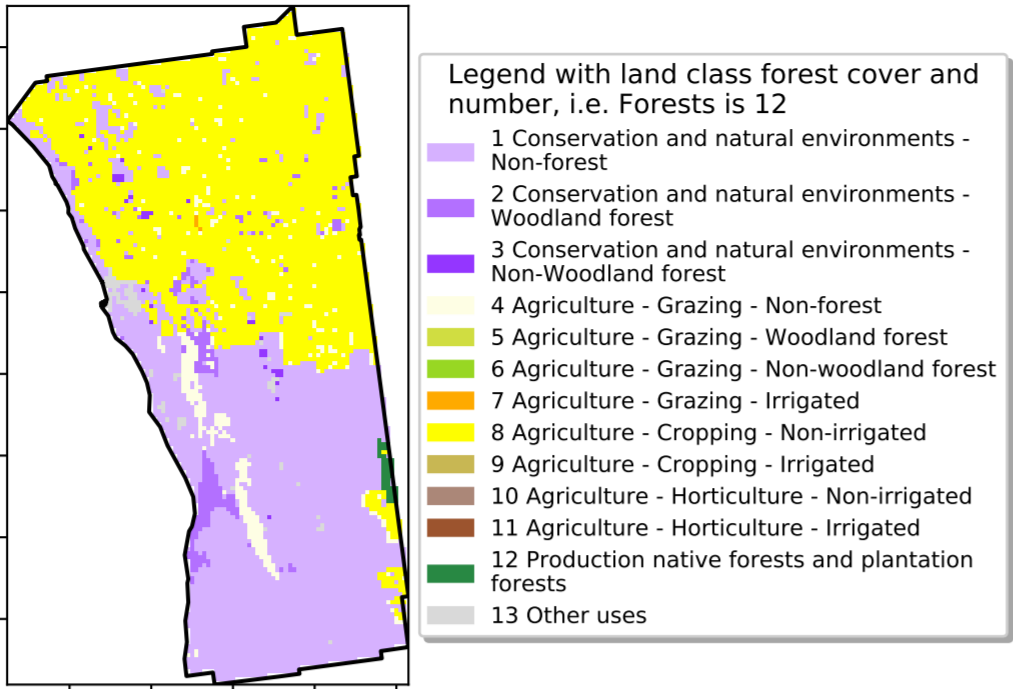 Legend with land class forest cover and
number, i.e. Forests is 12
1 Conservation and natural environments -
Non-forest
2 Conservation and natural environments -
Woodland forest
3 Conservation and natural environments -
Non-Woodland forest
4 Agriculture - Grazing - Non-forest
5 Agriculture - Grazing - Woodland forest
6 Agriculture - Grazing - Non-woodland forest
7 Agriculture - Grazing - Irrigated
8 Agriculture - Cropping - Non-irrigated
9 Agriculture - Cropping - Irrigated
10 Agriculture - Horticulture - Non-irrigated
11 Agriculture - Horticulture - Irrigated
12 Production native forests and plantation
forests
13 Other uses